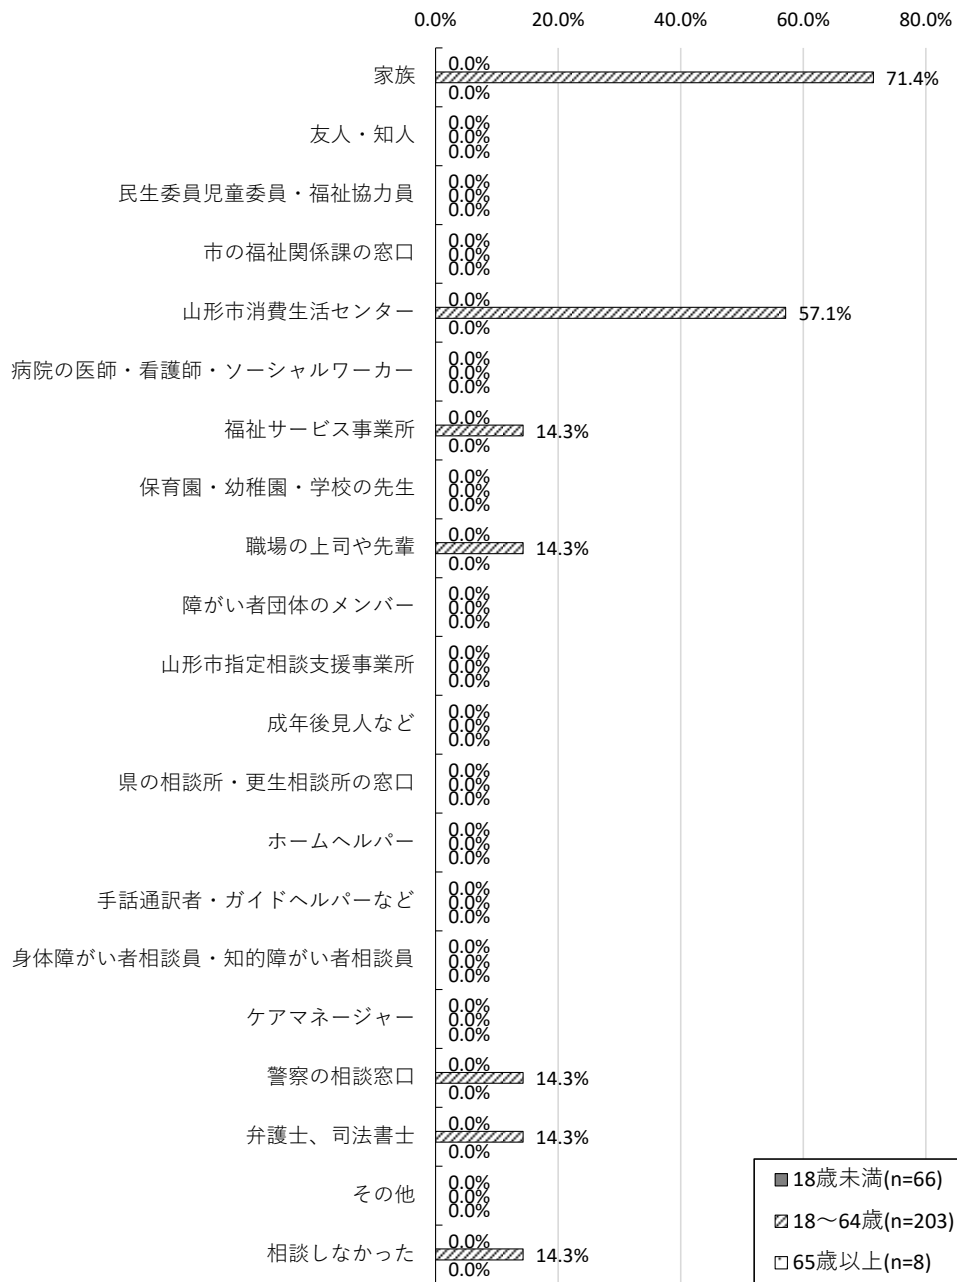 0.0% 20.0% 40.0% 60.0% 80.0%
家族
0.0%
71.4%
0.0%
友人・知人
0.0%
0.0%
0.0%
民生委員児童委員・福祉協力員
0.0%
0.0%
0.0%
市の福祉関係課の窓口
0.0%
0.0%
0.0%
山形市消費生活センター
0.0%
57.1%
0.0%
病院の医師・看護師・ソーシャルワーカー
0.0%
0.0%
0.0%
福祉サービス事業所
0.0%
14.3%
0.0%
保育園・幼稚園・学校の先生
0.0%
0.0%
0.0%
職場の上司や先輩
0.0%
14.3%
0.0%
障がい者団体のメンバー
0.0%
0.0%
0.0%
山形市指定相談支援事業所
0.0%
0.0%
0.0%
成年後見人など
0.0%
0.0%
0.0%
県の相談所・更生相談所の窓口
0.0%
0.0%
0.0%
ホームヘルパー
0.0%
0.0%
0.0%
手話通訳者・ガイドヘルパーなど
0.0%
0.0%
0.0%
身体障がい者相談員・知的障がい者相談員
0.0%
0.0%
0.0%
ケアマネージャー
0.0%
0.0%
0.0%
警察の相談窓口
0.0%
14.3%
0.0%
弁護士、司法書士
0.0%
14.3%
0.0%
その他
0.0%
0.0%
0.0%
相談しなかった
0.0%
14.3%
0.0%
18歳未満(n=66)
18～64歳(n=203)
65歳以上(n=8)